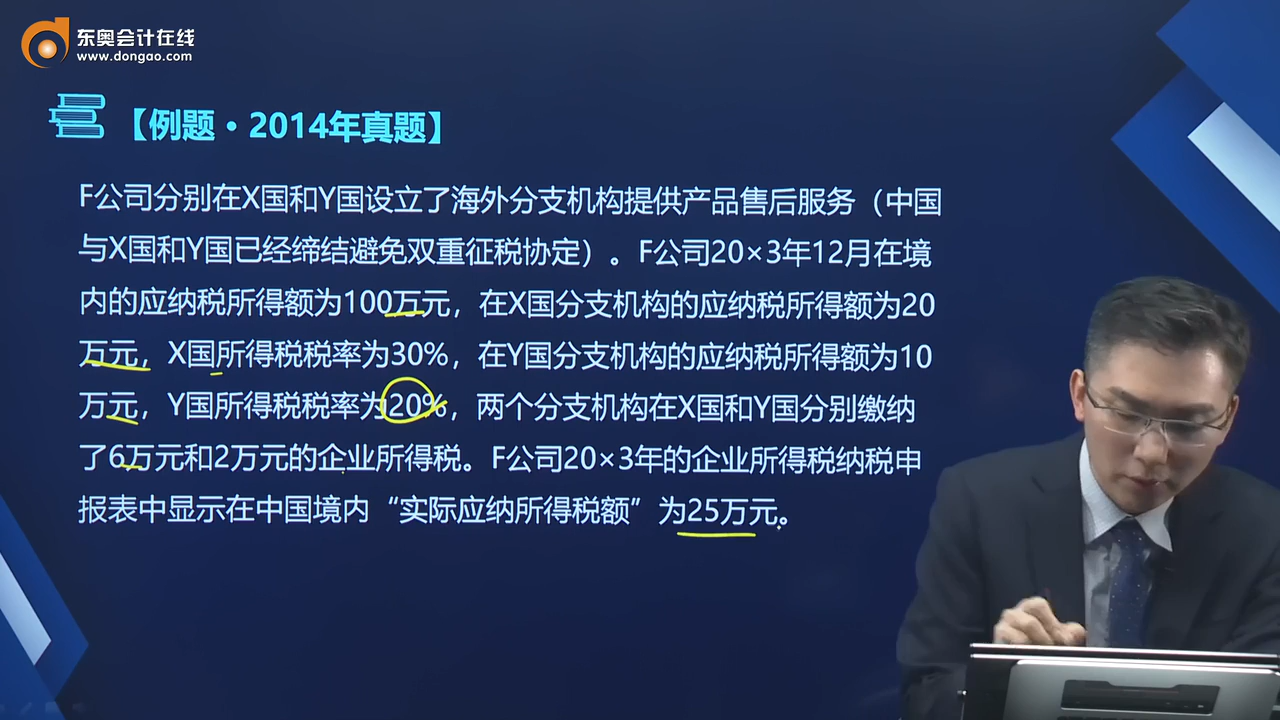 东奥会计在线
www.dongao.com
【例题·2014年真题】
F公司分别在X国和Y国设立了海外分支机构提供产品售后服务（中国
与X国和Y国已经缔结避免双重征税协定）。F公司20×3年12月在境
内的应纳税所得额为100万元，在X国分支机构的应纳税所得额为20
万元，X国所得税税率为30%，在Y国分支机构的应纳税所得额为10
万元，Y国所得税税率为20%，两个分支机构在X国和Y国分别缴纳
了6万元和2万元的企业所得税。F公司20×3年的企业所得税纳税申
报表中显示在中国境内“实际应纳所得税额”为25万元。